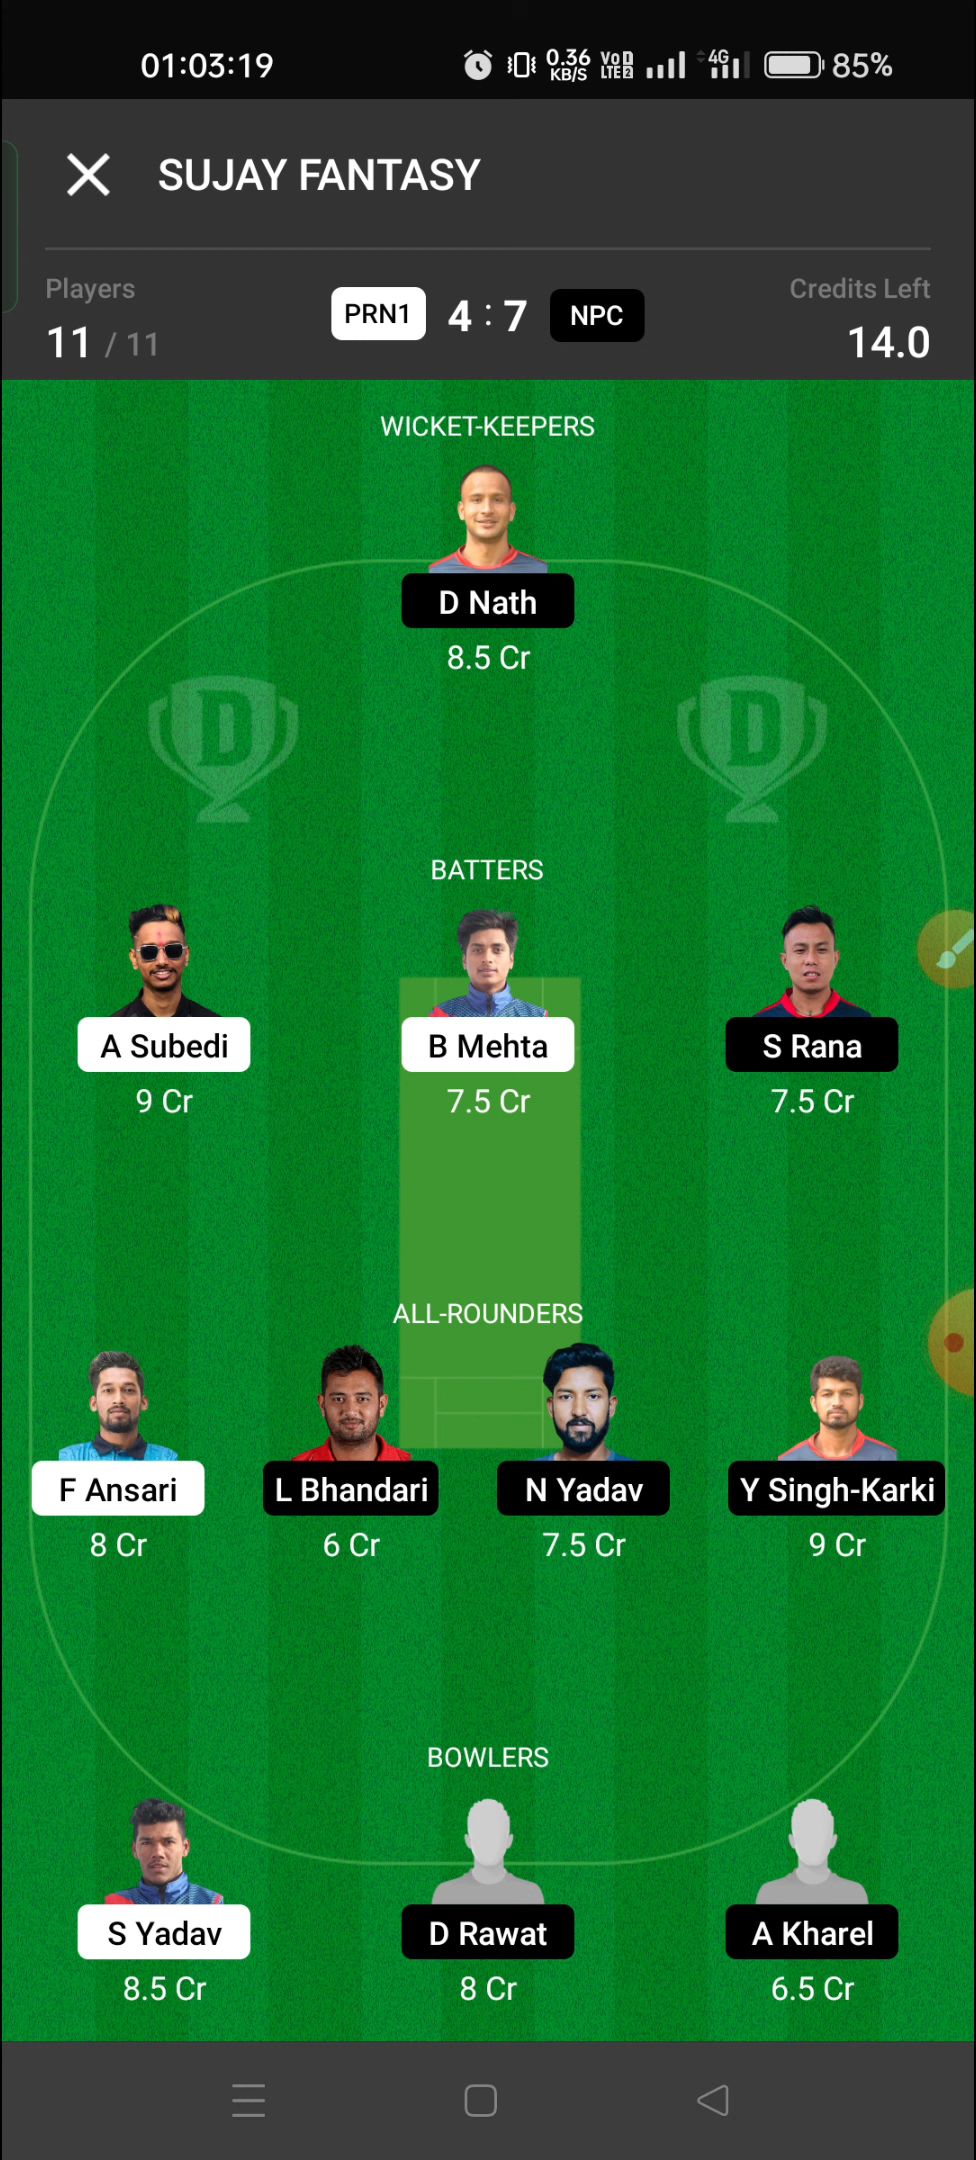 01:03:19
0.36 KB/S VoD LTE2 4G 85%
SUJAY FANTASY
Players
Credits Left
11 / 11
PRN1 4 : 7 NPC
14.0
WICKET-KEEPERS
D Nath
8.5 Cr
D D
BATTERS
A Subedi B Mehta S Rana
9 Cr 7.5 Cr 7.5 Cr
ALL-ROUNDERS
F Ansari L Bhandari N Yadav Y Singh-Karki
8 Cr 6 Cr 7.5 Cr 9 Cr
BOWLERS
S Yadav D Rawat A Kharel
8.5 Cr 8 Cr 6.5 Cr